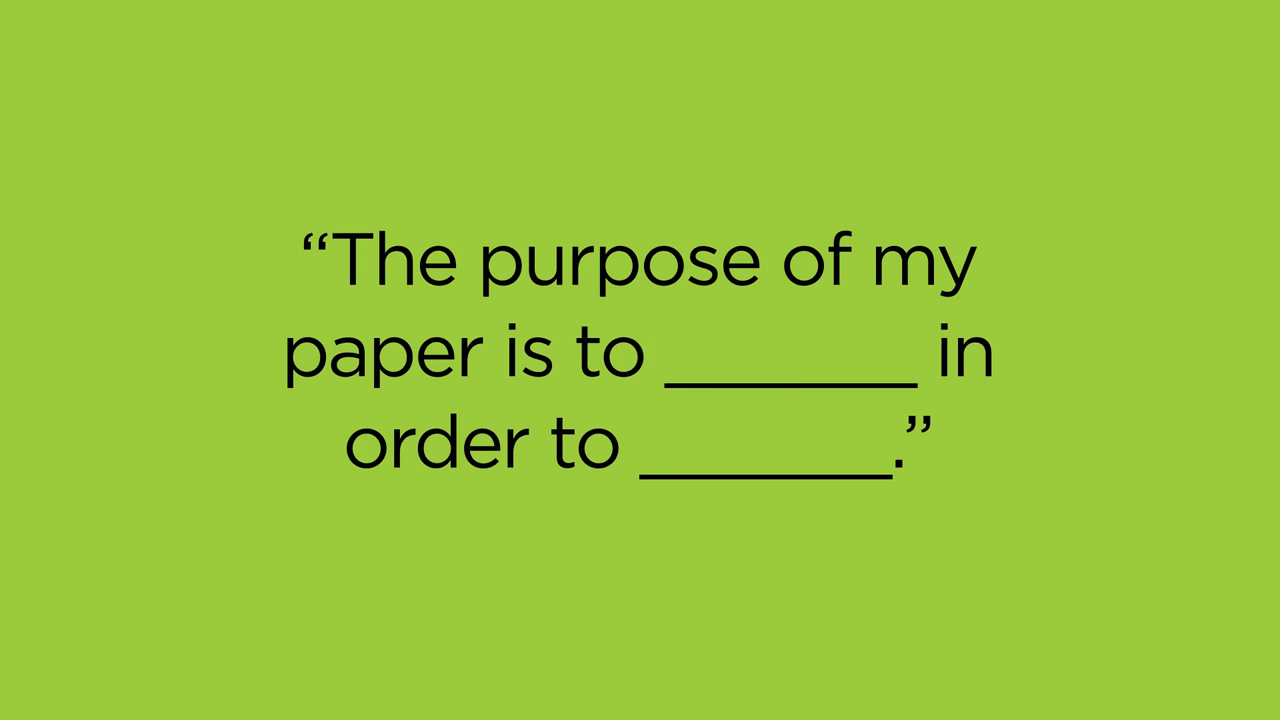 “The purpose of my
paper is to _______ in
order to _______.”